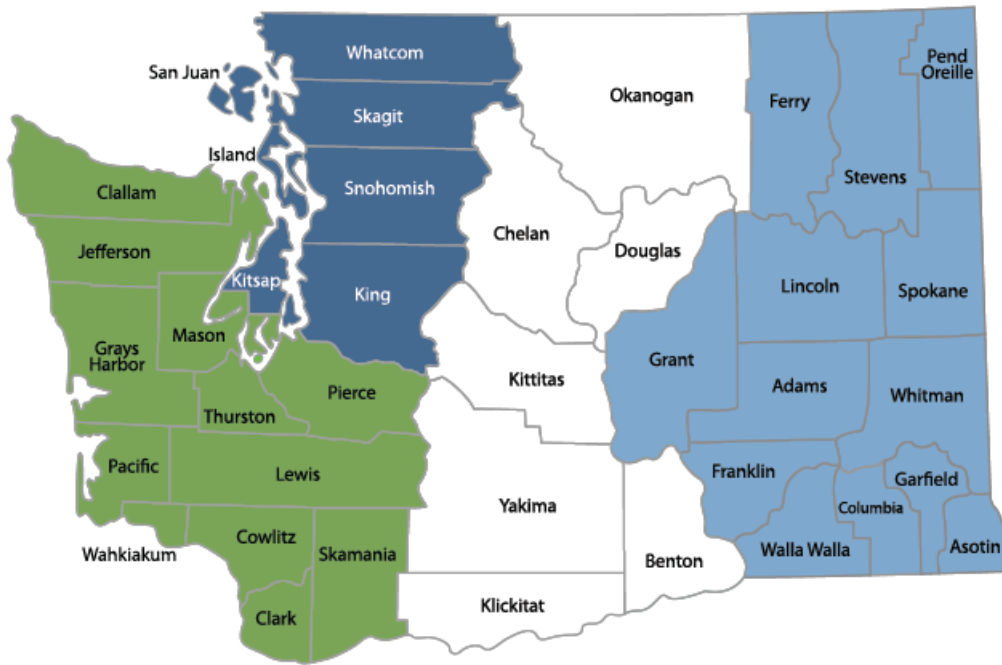 Whatcom
San Juan
Skagit
Island
Snohomish
Okanogan
Ferry
Pend
Oreille
Stevens
Clallam
Jefferson
Kitsap
King
Chelan
Douglas
Lincoln
Spokane
Mason
Grays
Harbor
Kittitas
Grant
Adams
Whitman
Thurston
Pierce
Pacific
Lewis
Yakima
Franklin
Garfield
Columbia
Wahkiakum
Cowlitz
Skamania
Benton
Walla Walla
Asotin
Clark
Klickitat